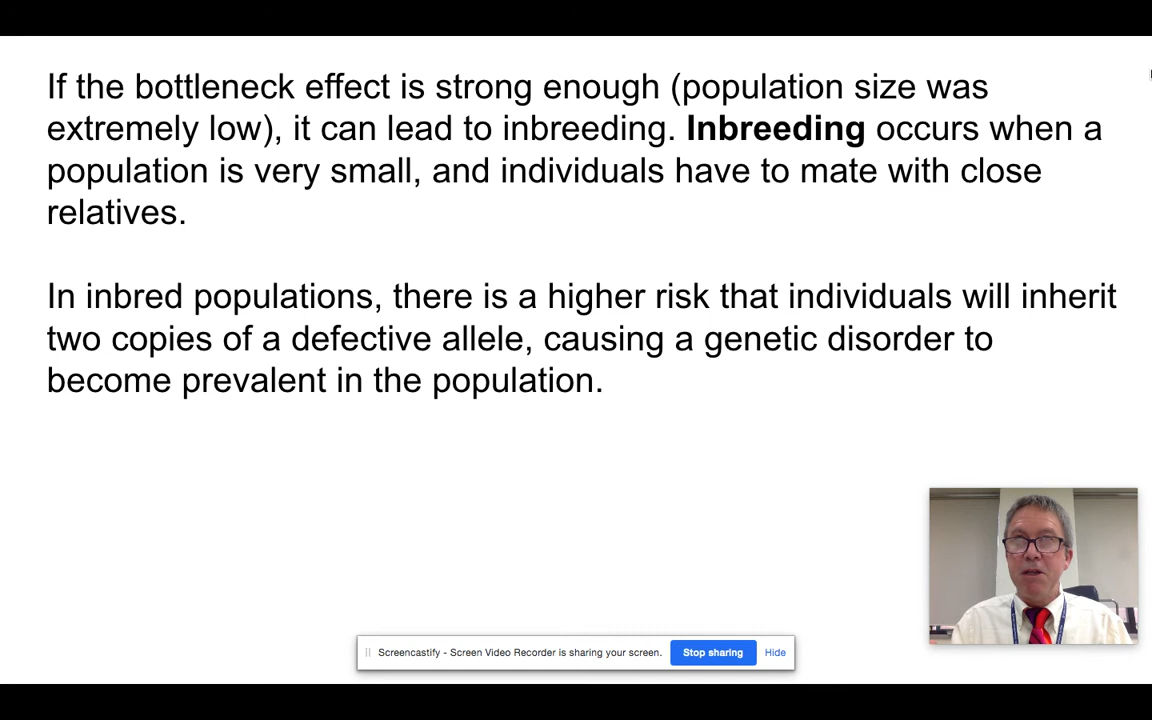 If the bottleneck effect is strong enough (population size was
extremely low), it can lead to inbreeding. Inbreeding occurs when a
population is very small, and individuals have to mate with close
relatives.
In inbred populations, there is a higher risk that individuals will inherit
two copies of a defective allele, causing a genetic disorder to
become prevalent in the population.
Screencastify - Screen Video Recorder is sharing your screen. Stop sharing Hide